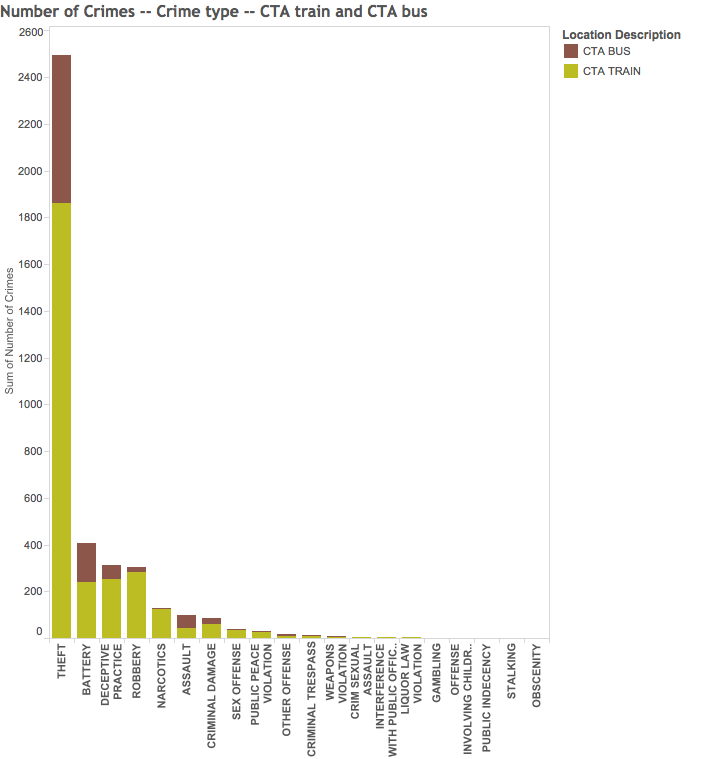 Number of Crimes -- Crime type -- CTA train and CTA bus
Location Description
CTA BUS
CTA TRAIN
Sum of Number of Crimes
2600
2400
2200
2000
1800
1600
1400
1200
1000
800
600
400
200
0
THEFT
BATTERY
DECEPTIVE
PRACTICE
ROBBERY
NARCOTICS
ASSAULT
CRIMINAL DAMAGE
SEX OFFENSE
PUBLIC PEACE
VIOLATION
OTHER OFFENSE
CRIMINAL TRESPASS
WEAPONS
VIOLATION
CRIM SEXUAL
ASSAULT
INTERFERENCE
WITH PUBLIC OFFIC..
LIQUOR LAW
VIOLATION
GAMBLING
OFFENSE
INVOLVING CHILDR..
PUBLIC INDECENCY
STALKING
OBSCENITY